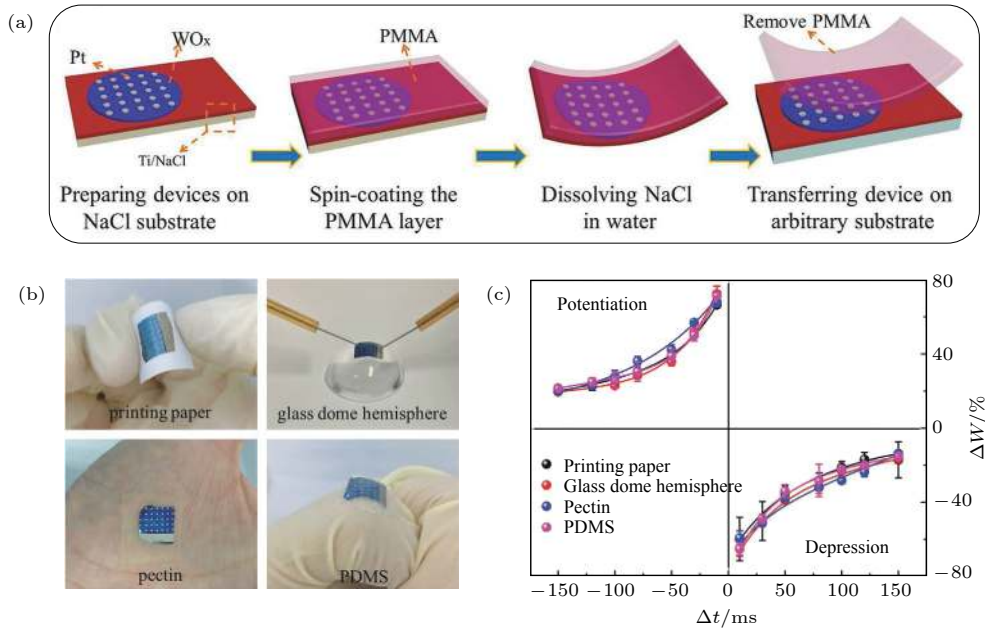 (a)
Pt
WOx
PMMA
Remove PMMA
Ti/NaCl
Preparing devices on
NaCl substrate
Spin-coating the
PMMA layer
Dissolving NaCl
in water
Transferring device on
arbitrary substrate
(b)
printing paper
glass dome hemisphere
pectin
PDMS
(c)
Potentiation
80
40
0
−40
−80
ΔW/%
Printing paper
Glass dome hemisphere
Pectin
PDMS
Depression
−150 −100 −50 0 50 100 150
Δt/ms